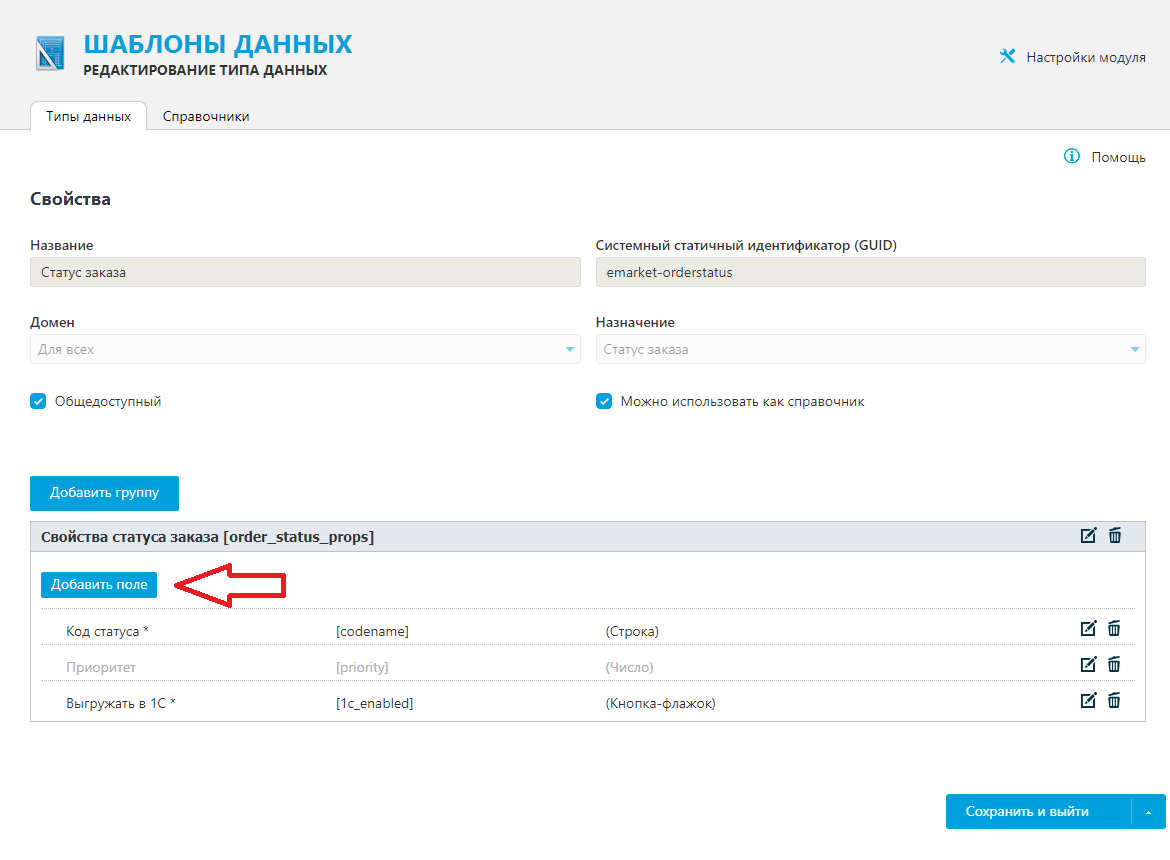 ШАБЛОНЫ ДАННЫХ
РЕДАКТИРОВАНИЕ ТИПА ДАННЫХ
Настройки модуля
Типы данных Справочники
Помощь
Свойства
Название Системный статичный идентификатор (GUID)
Статус заказа emarket-orderstatus
Домен Назначение
Для всех Статус заказа
Общедоступный Можно использовать как справочник
Добавить группу
Свойства статуса заказа [order_status_props]
Добавить поле
Код статуса * [codename] (Строка)
Приоритет [priority] (Число)
Выгружать в 1С * [1c_enabled] (Кнопка-флажок)
Сохранить и выйти